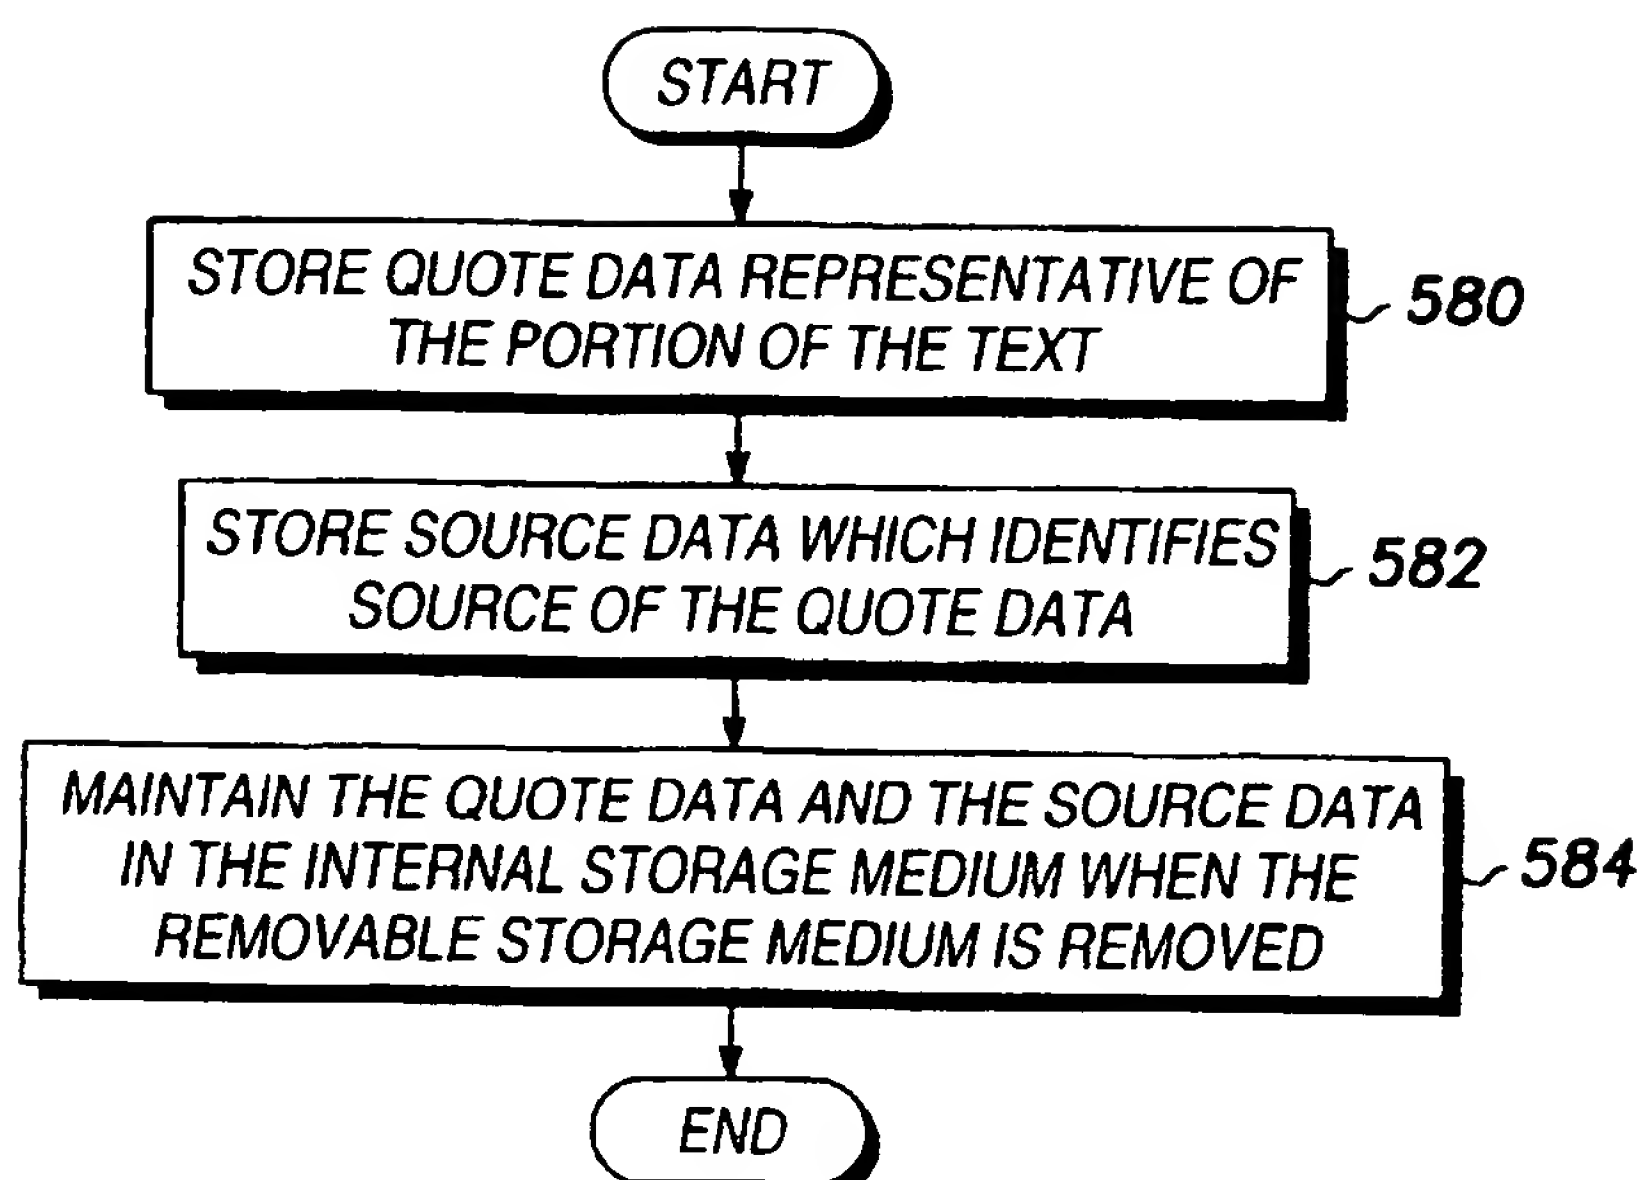 START
STORE QUOTE DATA REPRESENTATIVE OF
THE PORTION OF THE TEXT
580
STORE SOURCE DATA WHICH IDENTIFIES
SOURCE OF THE QUOTE DATA
582
MAINTAIN THE QUOTE DATA AND THE SOURCE DATA
IN THE INTERNAL STORAGE MEDIUM WHEN THE
REMOVABLE STORAGE MEDIUM IS REMOVED
584
END